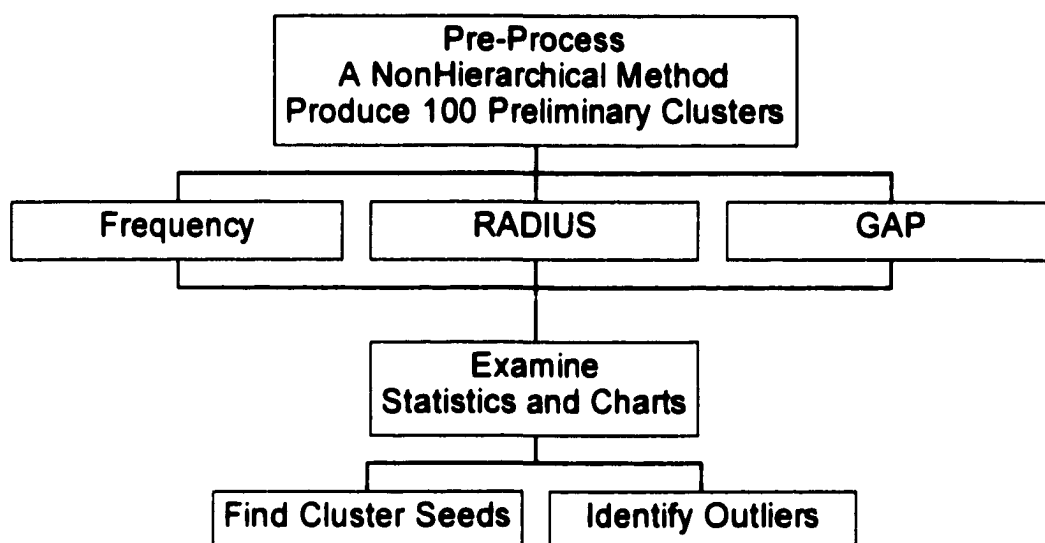 Pre-Process
A NonHierarchical Method
Produce 100 Preliminary Clusters
Frequency
RADIUS
GAP
Examine
Statistics and Charts
Find Cluster Seeds
Identify Outliers